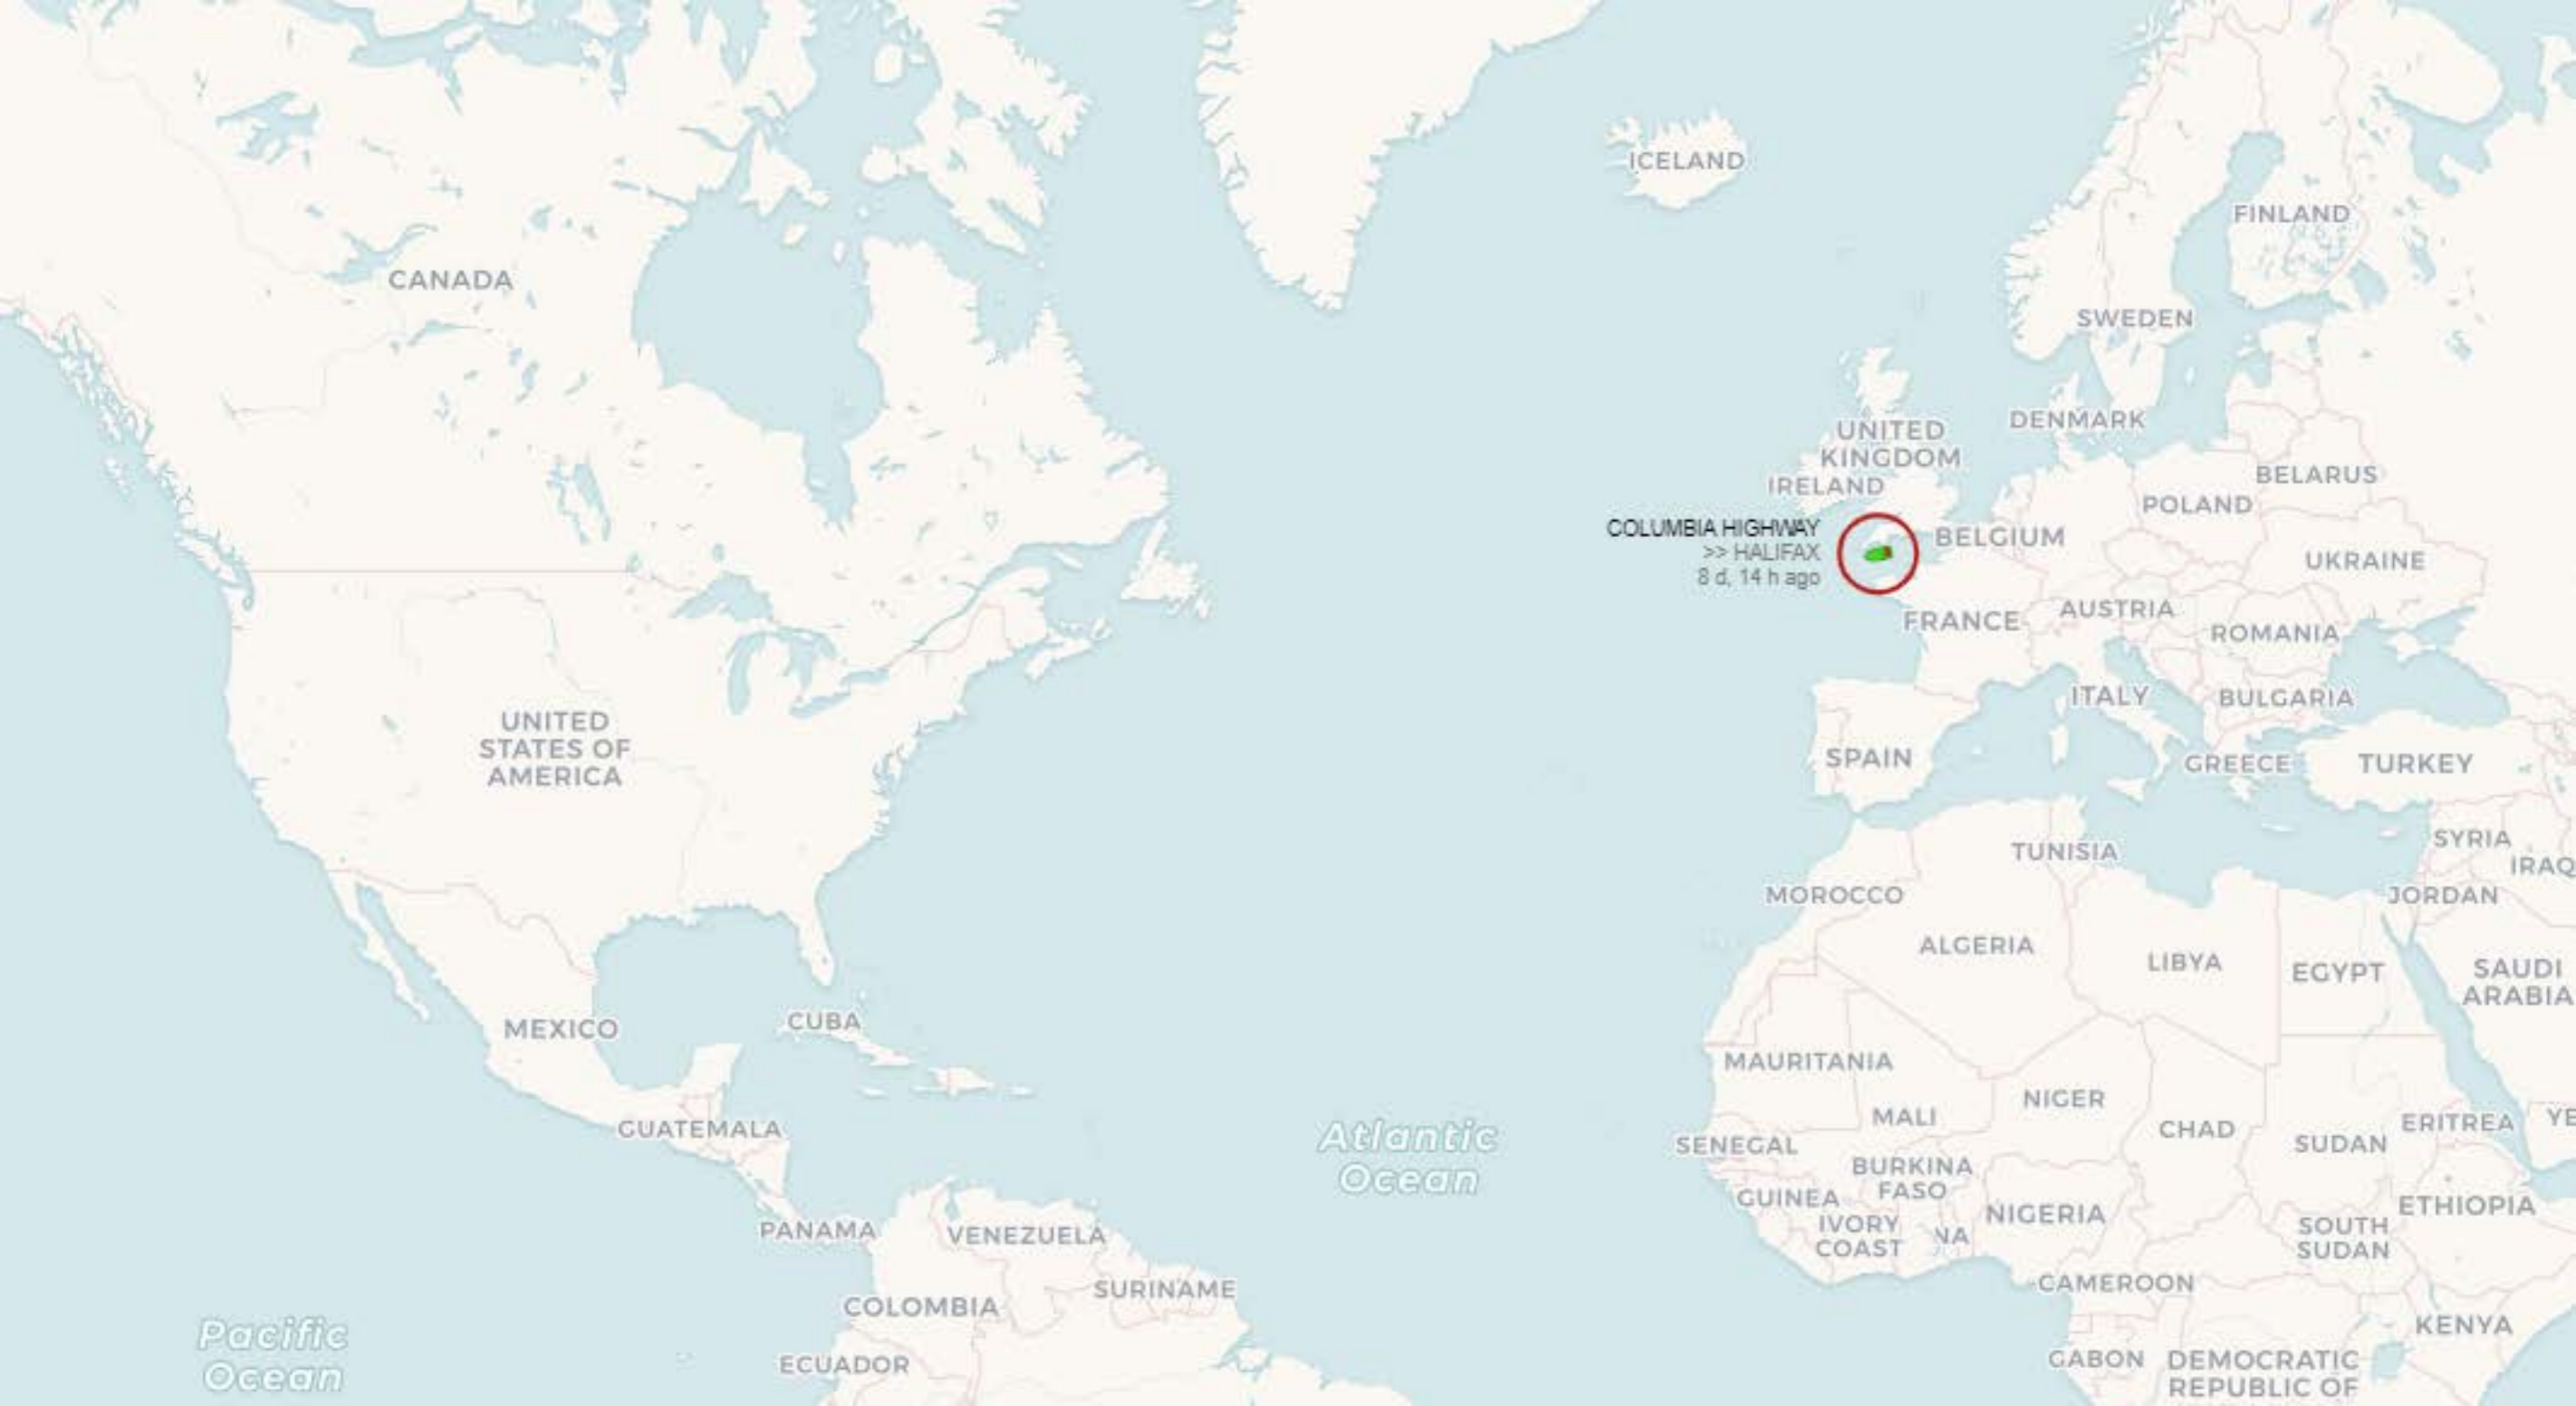 ICELAND
FINLAND
CANADA
SWEDEN
DENMARK
UNITED
KINGDOM
BELARUS
IRELAND
POLAND
COLUMBIA HIGHWAY
>> HALIFAX
8 d, 14 h ago
BELGIUM
UKRAINE
FRANCE
AUSTRIA
ROMANIA
ITALY
BULGARIA
UNITED
STATES OF
AMERICA
SPAIN
GREECE
TURKEY
SYRIA
TUNISIA
IRAQ
MOROCCO
JORDAN
ALGERIA
LIBYA
EGYPT
SAUDI
ARABIA
MEXICO
CUBA
MAURITANIA
NIGER
MALI
ERITREA
YE
GUATEMALA
CHAD
Atlantic
Ocean
SENEGAL
SUDAN
BURKINA
FASO
GUINEA
ETHIOPIA
NIGERIA
PANAMA
VENEZUELA
IVORY
COAST
NA
SOUTH
SUDAN
CAMEROON
SURINAME
COLOMBIA
KENYA
Pacific
Ocean
ECUADOR
GABON
DEMOCRATIC
REPUBLIC OF